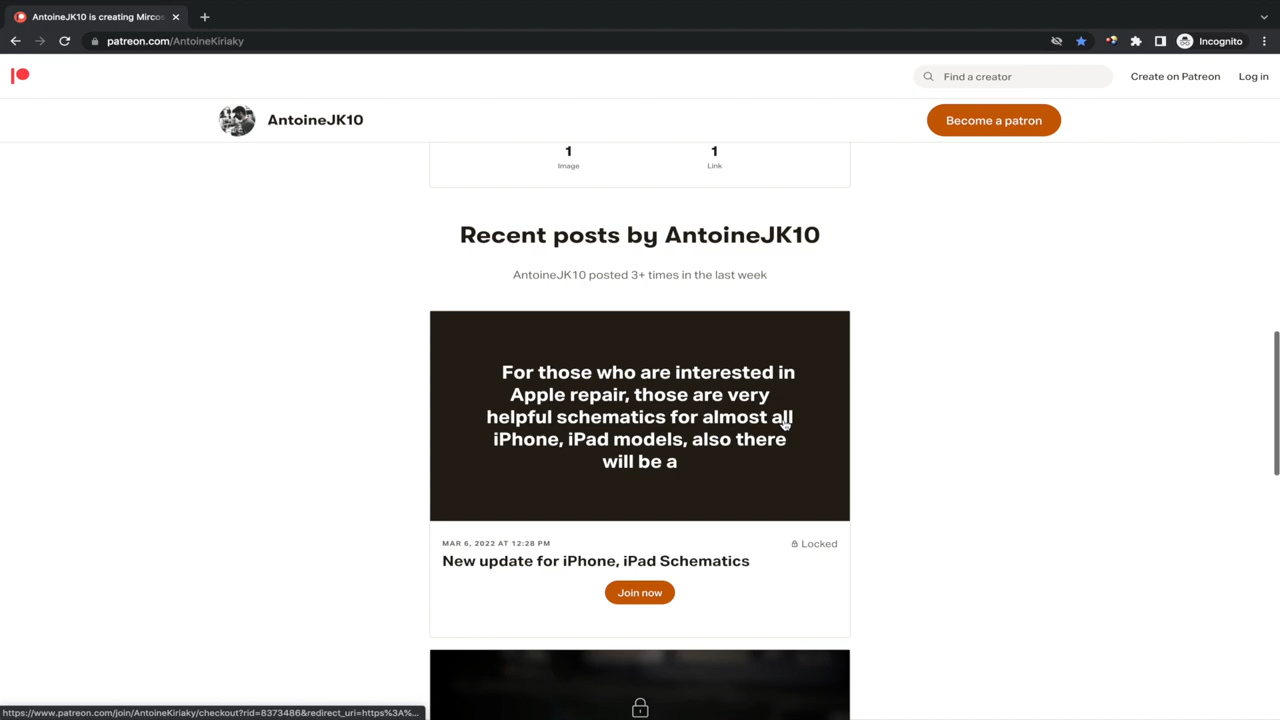 AntoineJK10 is creating Mircos
patreon.com/AntoineKiriaky
Incognito
Find a creator
Create on Patreon
Log in
AntoineJK10
Become a patron
1
Image
1
Link
Recent posts by AntoineJK10
AntoineJK10 posted 3+ times in the last week
For those who are interested in
Apple repair, those are very
helpful schematics for almost all
iPhone, iPad models, also there
will be a
MAR 6, 2022 AT 12:28 PM
Locked
New update for iPhone, iPad Schematics
Join now
https://www.patreon.com/join/AntoineKiriaky/checkout?rid=8373486&redirect_uri=https%3A%...